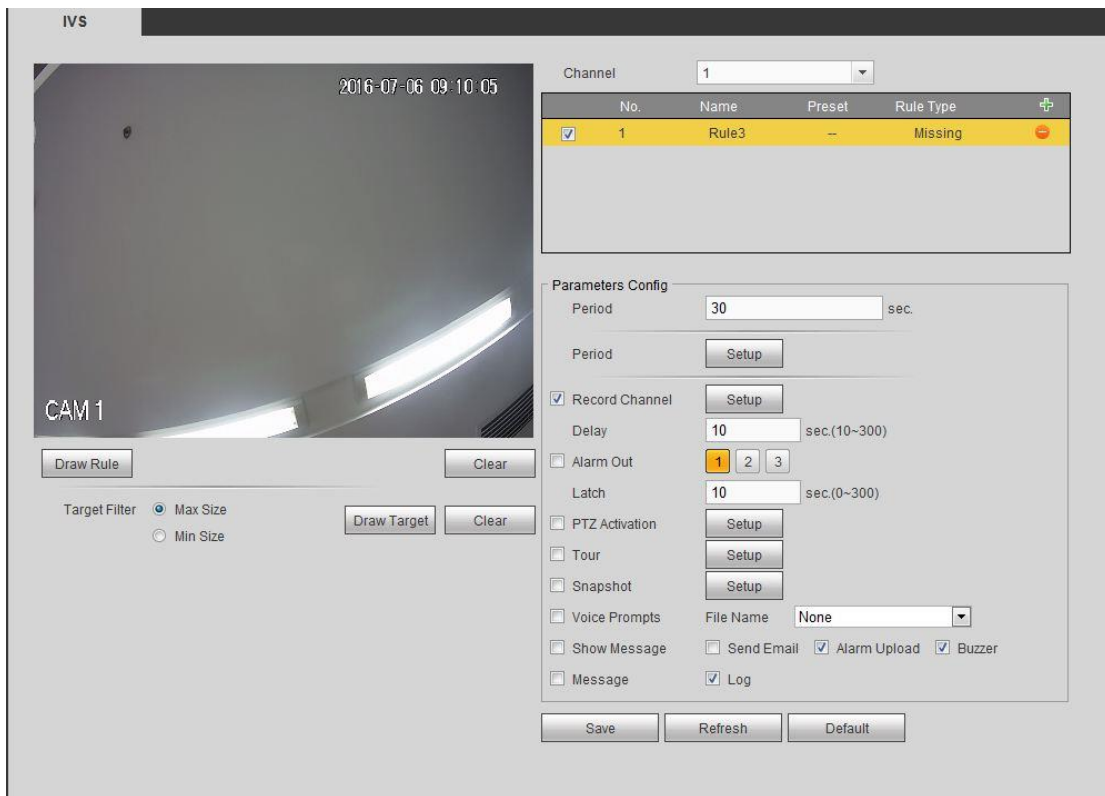 IVS
2016-07-06 09:10:05
CAM 1
Draw Rule
Clear
Target Filter Max Size
Min Size
Draw Target Clear
Channel 1
No. Name Preset Rule Type
1 Rule3 -- Missing
Parameters Config
Period 30 sec.
Period Setup
Record Channel Setup
Delay 10 sec.(10~300)
Alarm Out 1 2 3
Latch 10 sec.(0~300)
PTZ Activation Setup
Tour Setup
Snapshot Setup
Voice Prompts File Name None
Show Message Send Email Alarm Upload Buzzer
Message Log
Save Refresh Default